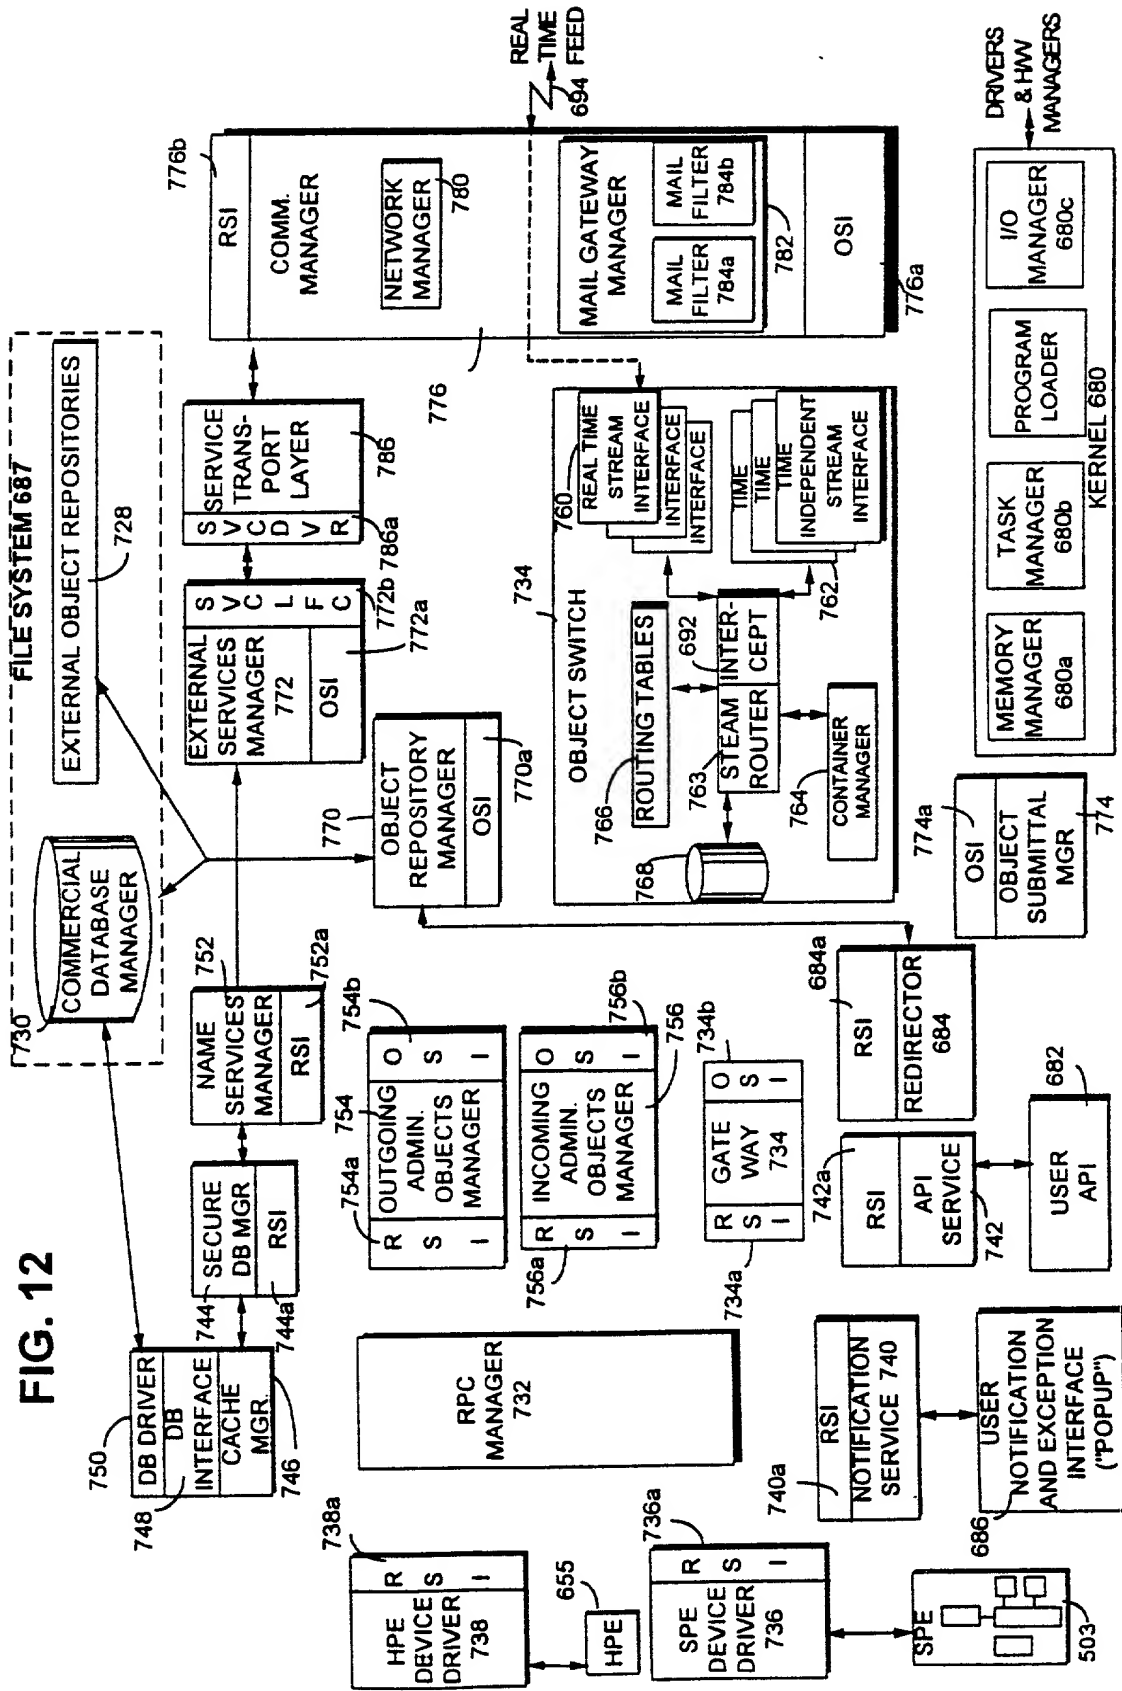 FIG. 12
FILE SYSTEM 687
730
COMMERCIAL
DATABASE
MANAGER
EXTERNAL OBJECT REPOSITORIES
728
750
DB DRIVER
DB
INTERFACE
CACHE
MGR.
748
746
744
SECURE
DB MGR
RSI
744a
NAME
SERVICES
MANAGER
RSI
752
752a
EXTERNAL
SERVICES
MANAGER
772
OSI
S
V
C
L
F
C
772b
772a
S
V
C
D
V
R
SERVICE
TRANS-
PORT
LAYER
786
786a
776b
RSI
COMM.
MANAGER
NETWORK
MANAGER
780
776
MAIL GATEWAY
MANAGER
MAIL
FILTER
784a
MAIL
FILTER
784b
782
OSI
776a
REAL
TIME
FEED
694
738a
HPE
DEVICE
DRIVER
738
R
S
I
655
HPE
RPC
MANAGER
732
754a
R
S
I
754
OUTGOING
ADMIN.
OBJECTS
MANAGER
O
S
I
754b
756a
R
S
I
INCOMING
ADMIN.
OBJECTS
MANAGER
O
S
I
756b
756
770
OBJECT
REPOSITORY
MANAGER
OSI
770a
734
OBJECT SWITCH
766
ROUTING TABLES
692
763
STEAM
ROUTER
INTER-
CEPT
764
CONTAINER
MANAGER
768
760
REAL TIME
STREAM
INTERFACE
INTERFACE
INTERFACE
TIME
TIME
TIME
INDEPENDENT
STREAM
INTERFACE
762
736a
SPE
DEVICE
DRIVER
736
R
S
I
SPE
503
734a
R
S
I
GATE
WAY
734
O
S
I
734b
740a
RSI
NOTIFICATION
SERVICE 740
686
USER
NOTIFICATION
AND EXCEPTION
INTERFACE
("POPUP")
742a
RSI
API
SERVICE
742
USER
API
682
684a
RSI
REDIRECTOR
684
774a
OSI
OBJECT
SUBMITTAL
MGR
774
MEMORY
MANAGER
680a
TASK
MANAGER
680b
PROGRAM
LOADER
I/O
MANAGER
680c
KERNEL 680
DRIVERS
& H/W
MANAGERS